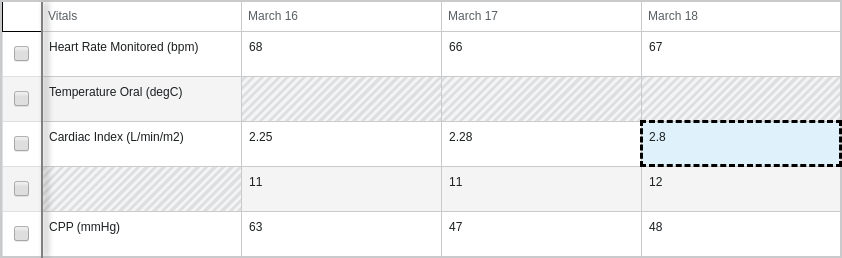 Vitals March 16 March 17 March 18
Heart Rate Monitored (bpm) 68 66 67
Temperature Oral (degC)
Cardiac Index (L/min/m2) 2.25 2.28 2.8
11 11 12
CPP (mmHg) 63 47 48